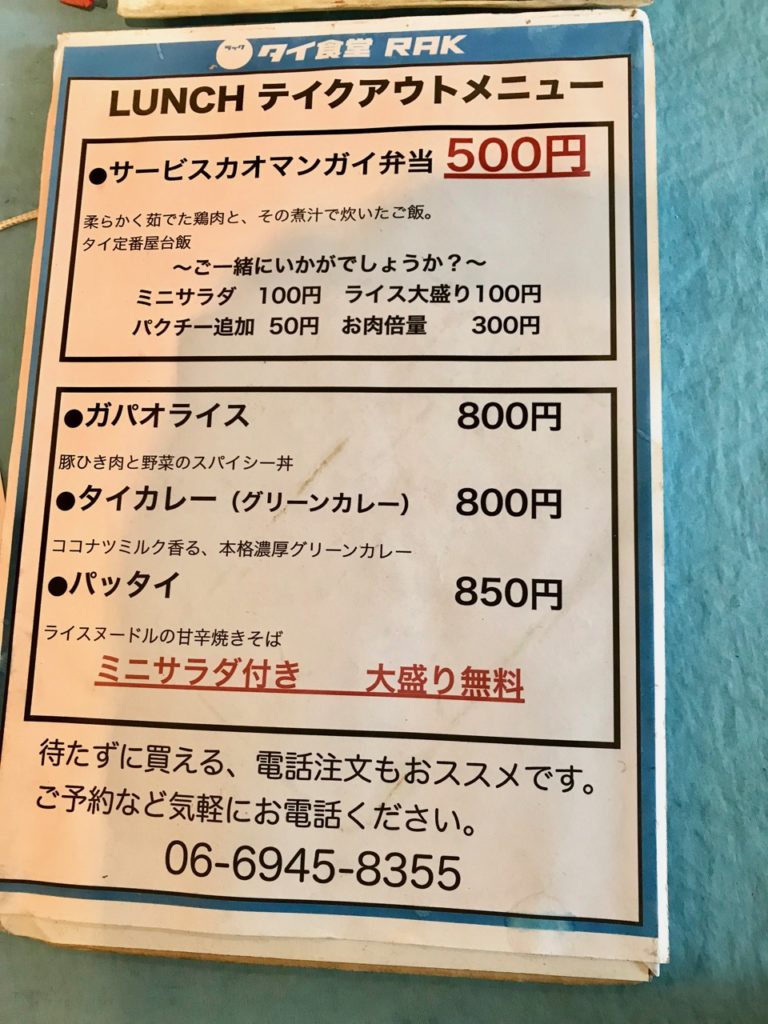 ラック タイ食堂 RAK
LUNCH テイクアウトメニュー
●サービスカオマンガイ弁当 500円
柔らかく茹でた鶏肉と、その煮汁で炊いたご飯。
タイ定番屋台飯
〜ご一緒にいかがでしょうか？〜
ミニサラダ 100円 ライス大盛り100円
パクチー追加 50円 お肉倍量 300円
●ガパオライス 800円
豚ひき肉と野菜のスパイシー丼
●タイカレー（グリーンカレー） 800円
ココナツミルク香る、本格濃厚グリーンカレー
●パッタイ 850円
ライスヌードルの甘辛焼きそば
ミニサラダ付き 大盛り無料
待たずに買える、電話注文もおススメです。
ご予約など気軽にお電話ください。
06-6945-8355